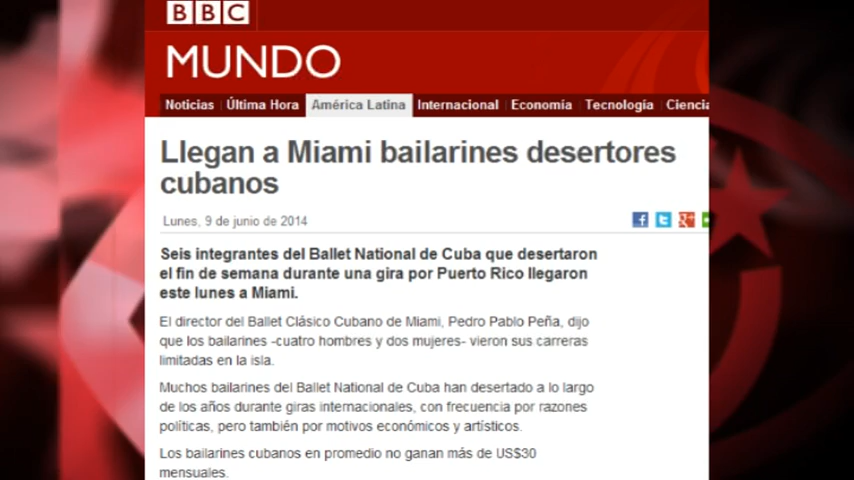 BBC
MUNDO
Noticias Última Hora América Latina Internacional Economía Tecnología Ciencia
Llegan a Miami bailarines desertores
cubanos
Lunes, 9 de junio de 2014
Seis integrantes del Ballet National de Cuba que desertaron
el fin de semana durante una gira por Puerto Rico llegaron
este lunes a Miami.
El director del Ballet Clásico Cubano de Miami, Pedro Pablo Peña, dijo
que los bailarines -cuatro hombres y dos mujeres- vieron sus carreras
limitadas en la isla.
Muchos bailarines del Ballet National de Cuba han desertado a lo largo
de los años durante giras internacionales, con frecuencia por razones
políticas, pero también por motivos económicos y artísticos.
Los bailarines cubanos en promedio no ganan más de US$30
mensuales.